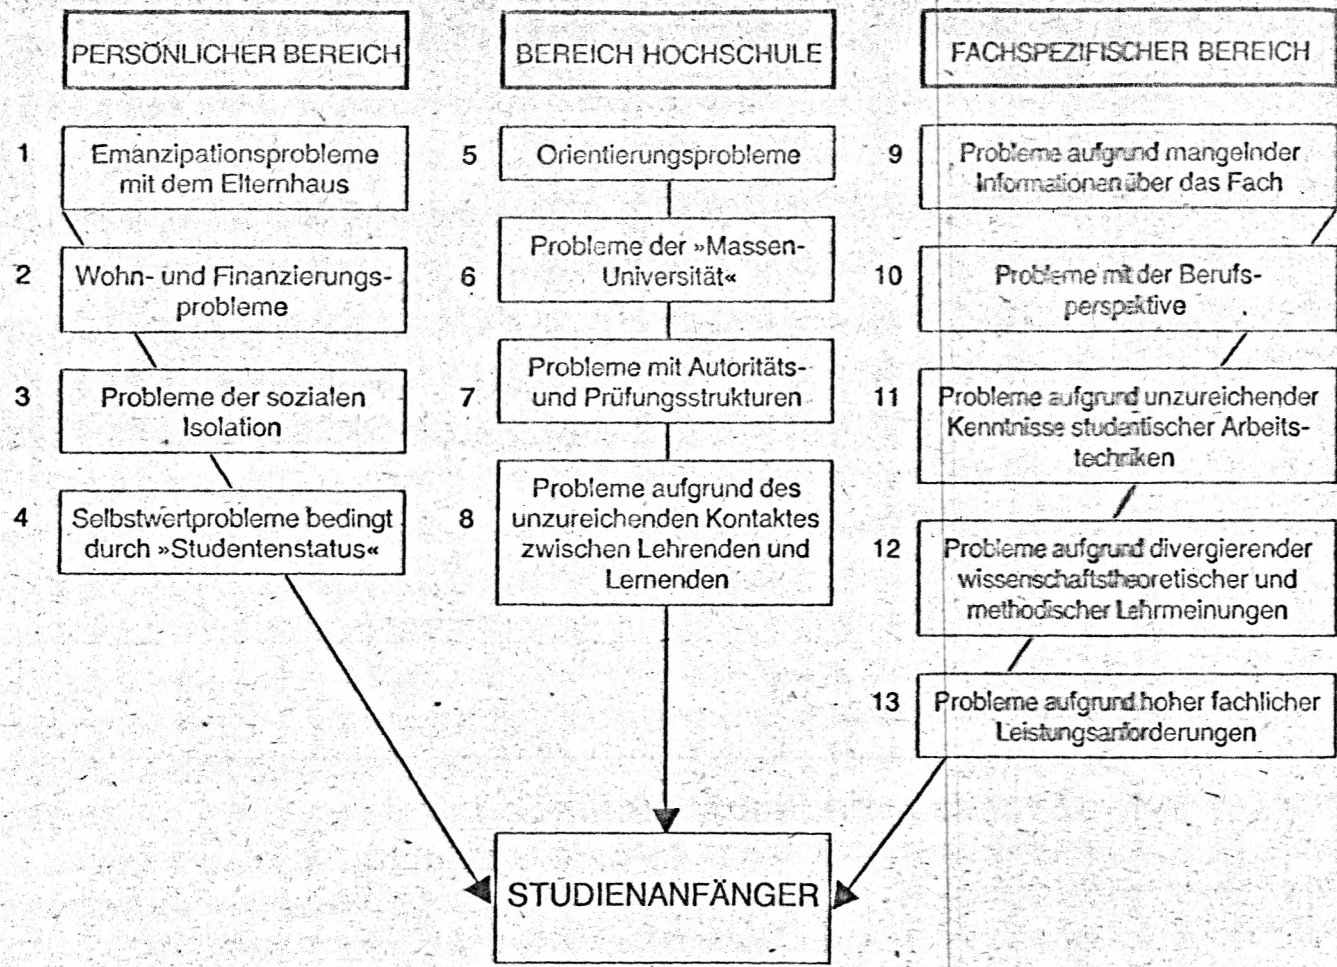 PERSÖNLICHER BEREICH
1
Emanzipationsprobleme
mit dem Elternhaus
2
Wohn- und Finanzierungs-
probleme
3
Probleme der sozialen
Isolation
4
Selbstwertprobleme bedingt
durch »Studentenstatus«
BEREICH HOCHSCHULE
5
Orientierungsprobleme
6
Probleme der »Massen-
Universität«
7
Probleme mit Autoritäts-
und Prüfungsstrukturen
8
Probleme aufgrund des
unzureichenden Kontaktes
zwischen Lehrenden und
Lernenden
FACHSPEZIFISCHER BEREICH
9
Probleme aufgrund mangelnder
Informationen über das Fach
10
Probleme mit der Berufs-
perspektive
11
Probleme aufgrund unzureichender
Kenntnisse studentischer Arbeits-
techniken
12
Probleme aufgrund divergierender
wissenschaftstheoretischer und
methodischer Lehrmeinungen
13
Probleme aufgrund hoher fachlicher
Leistungsanforderungen
STUDIENANFÄNGER